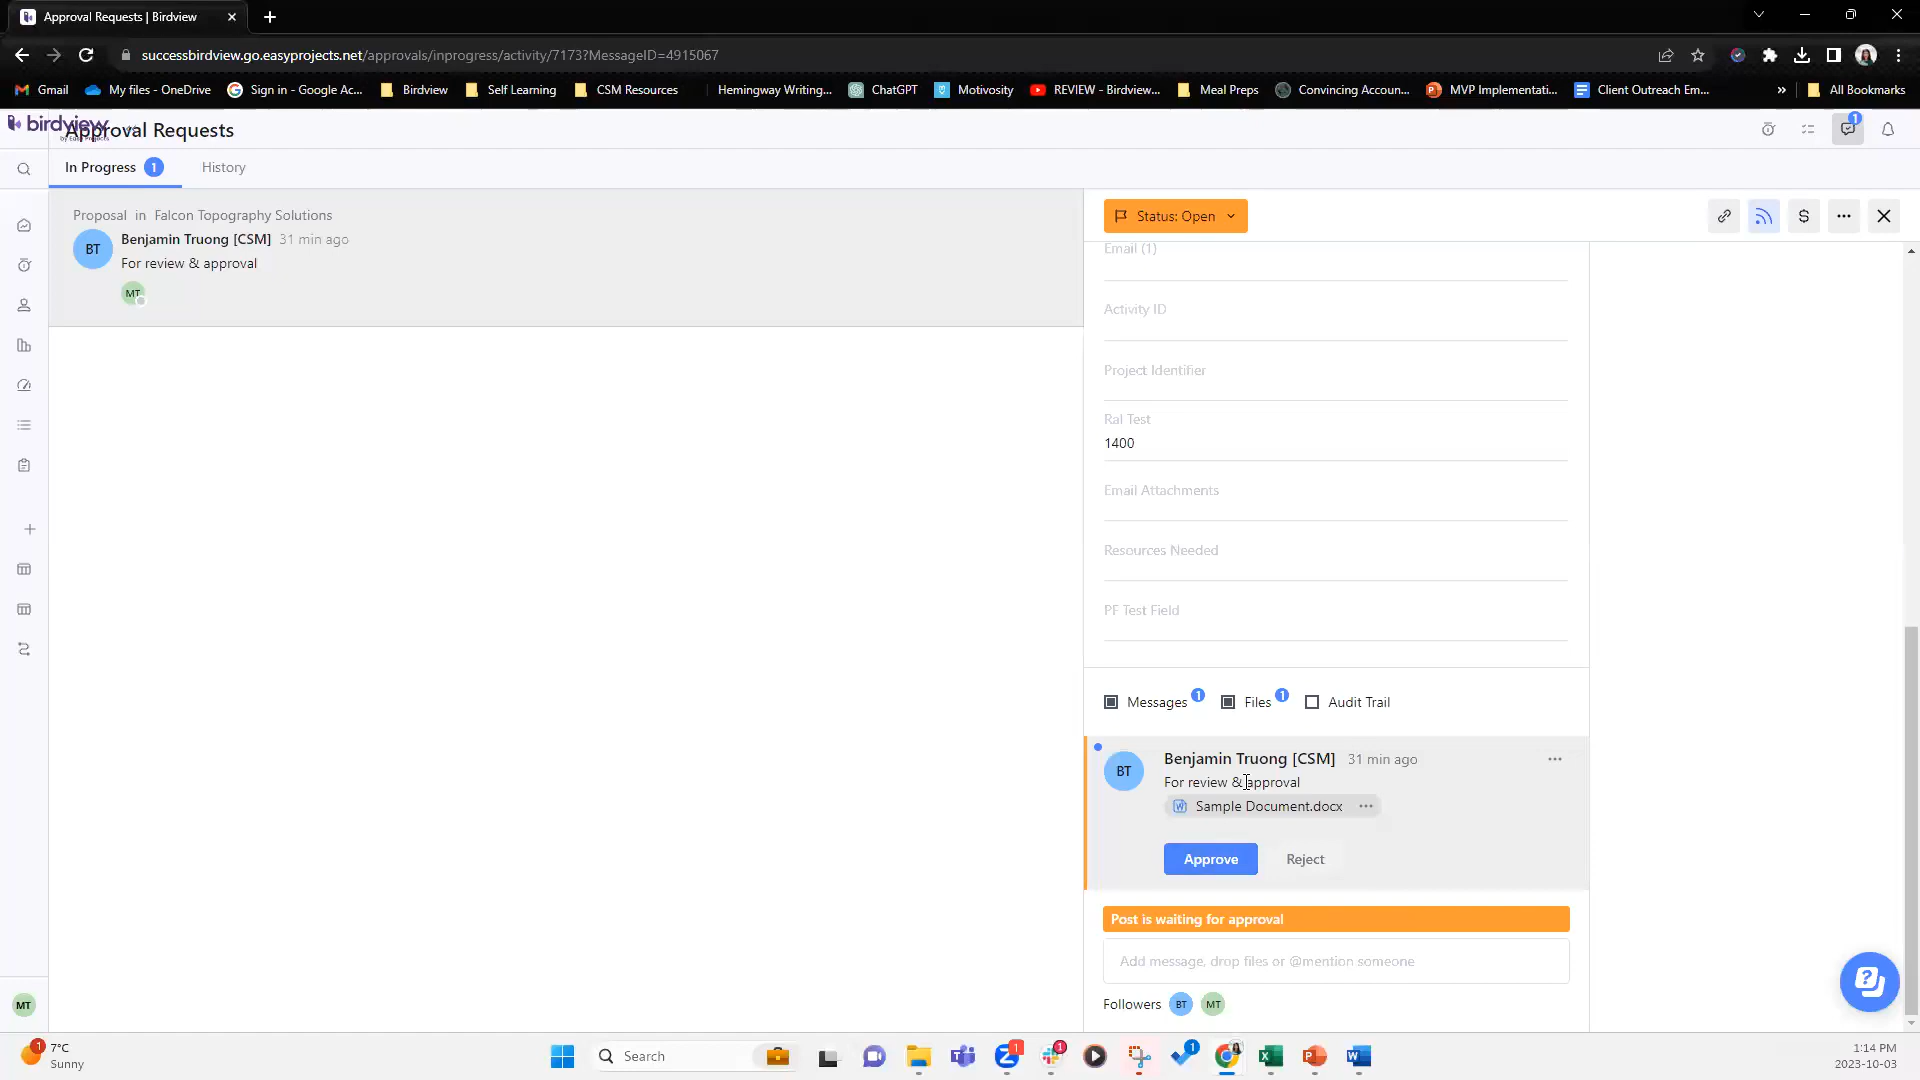 Approval Requests | Birdview
successbirdview.go.easyprojects.net/approvals/inprogress/activity/7173?MessageID=4915067
Gmail My files - OneDrive Sign in - Google Ac... Birdview Self Learning CSM Resources Hemingway Writing... ChatGPT Motivosity REVIEW - Birdview... Meal Preps Convincing Accoun... MVP Implementati... Client Outreach Em... » All Bookmarks
birdview
Approval Requests
1
In Progress 1 History
Proposal in Falcon Topography Solutions
BT Benjamin Truong [CSM] 31 min ago
For review & approval
MT
Status: Open
Email (1)
Activity ID
Project Identifier
Ral Test
1400
Email Attachments
Resources Needed
PF Test Field
Messages 1 Files 1 Audit Trail
BT Benjamin Truong [CSM] 31 min ago
For review & approval
Sample Document.docx
Approve Reject
Post is waiting for approval
Add message, drop files or @mention someone
Followers BT MT
MT
1
7°C
Sunny
Search
1
1
1
1:14 PM
2023-10-03